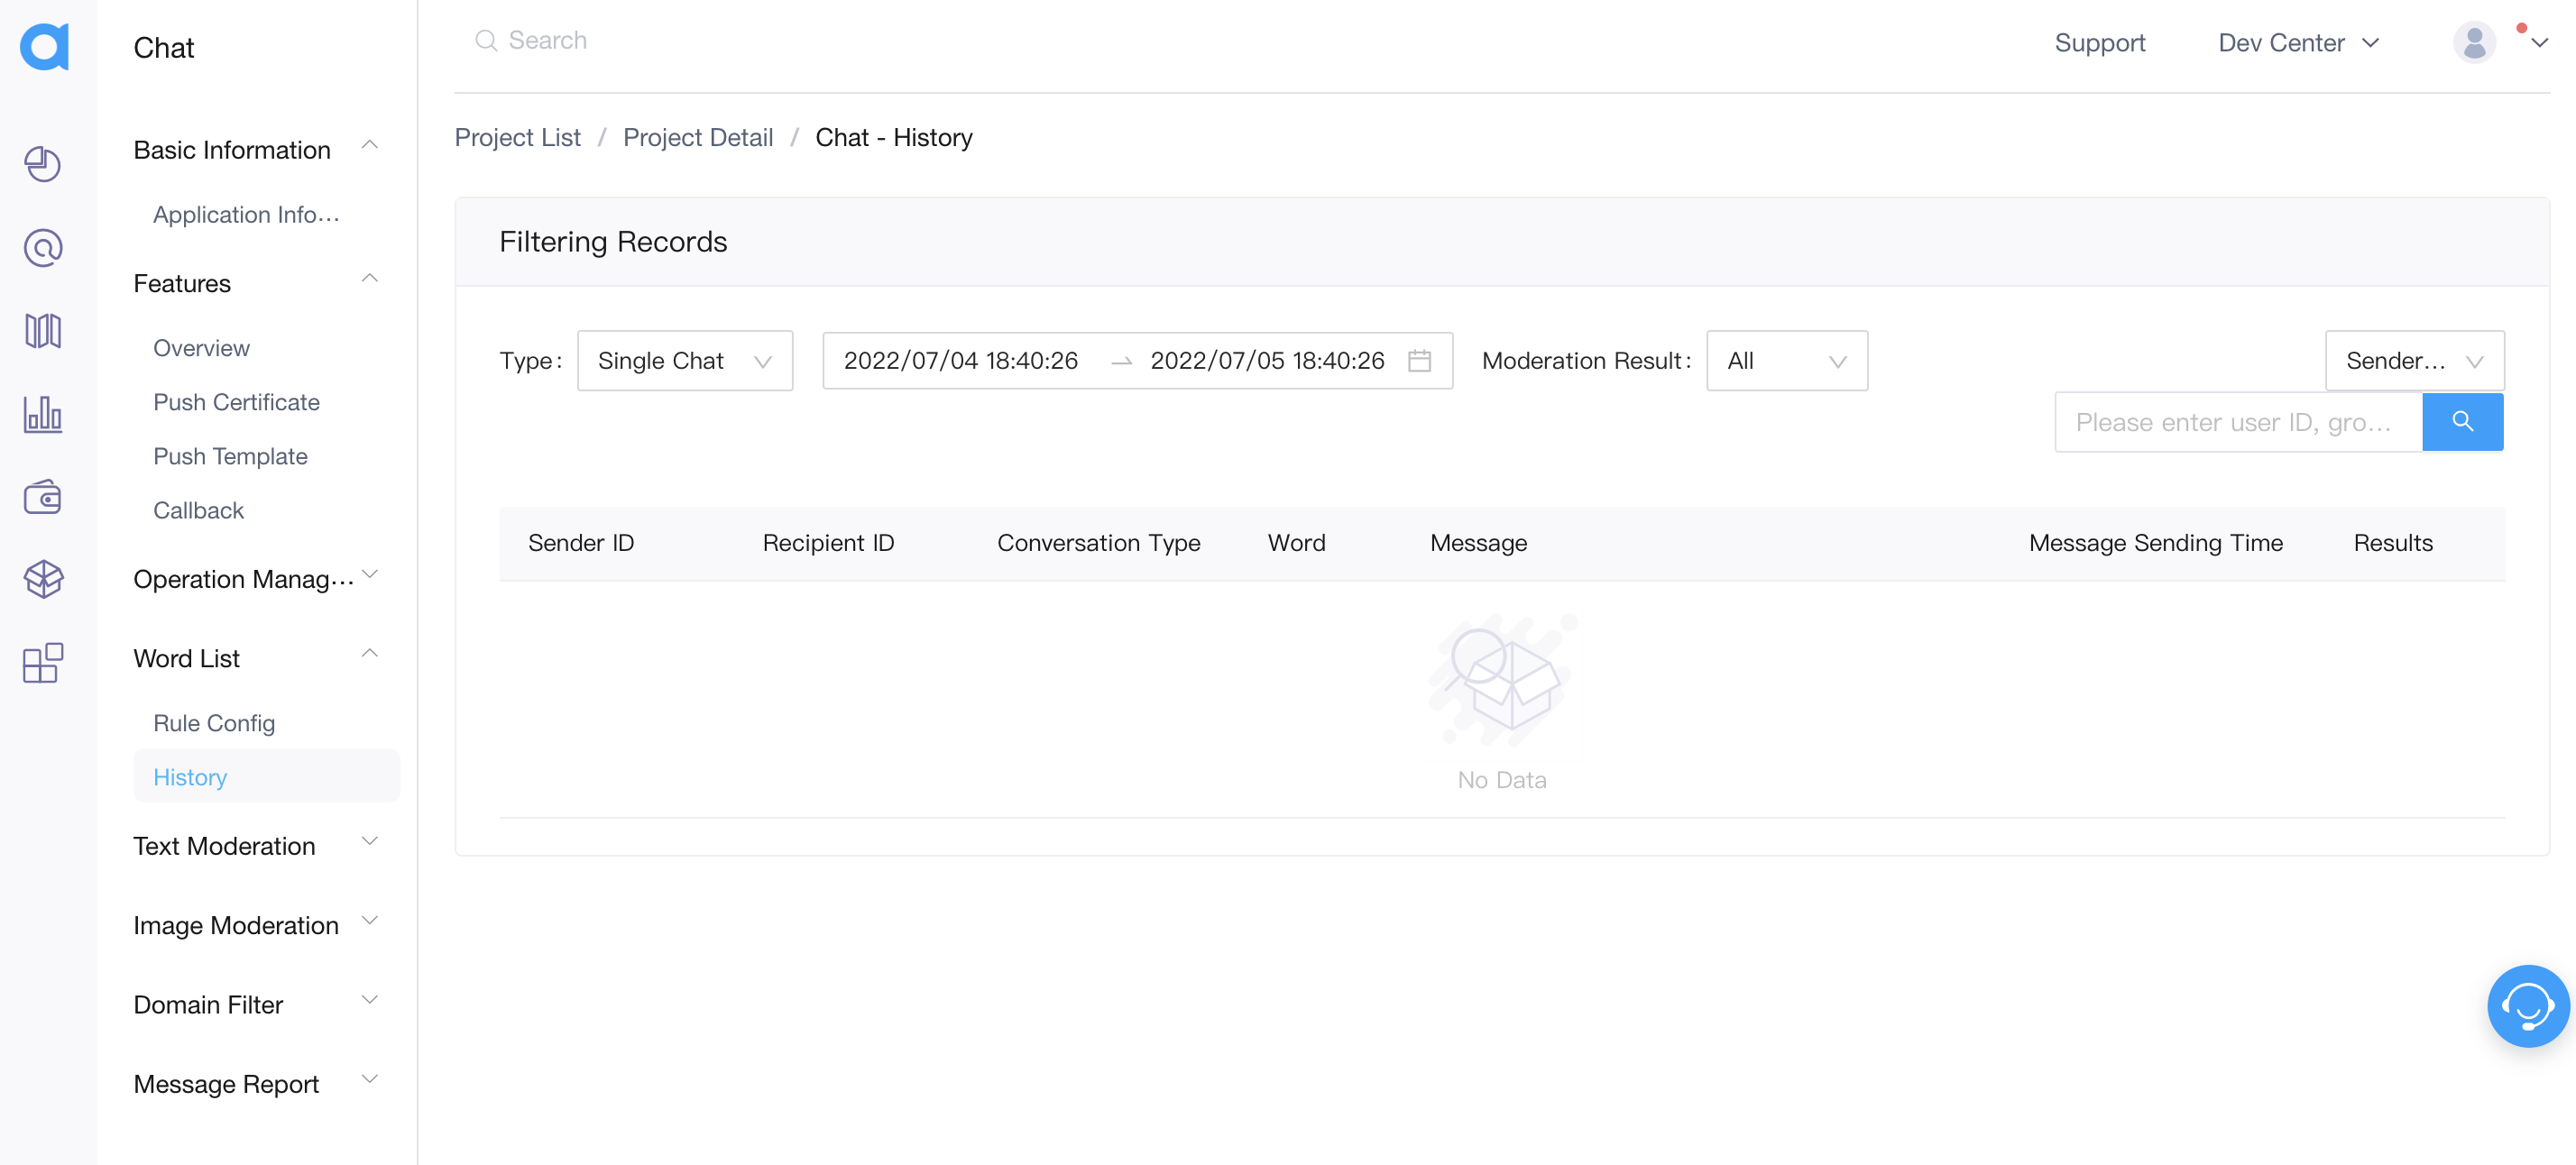 Chat
Basic Information
Application Info...
Features
Overview
Push Certificate
Push Template
Callback
Operation Manag...
Word List
Rule Config
History
Text Moderation
Image Moderation
Domain Filter
Message Report
Search
Support
Dev Center
Project List / Project Detail / Chat - History
Filtering Records
Type: Single Chat 2022/07/04 18:40:26 → 2022/07/05 18:40:26 Moderation Result: All Sender...
Please enter user ID, gro...
Sender ID Recipient ID Conversation Type Word Message Message Sending Time Results
No Data